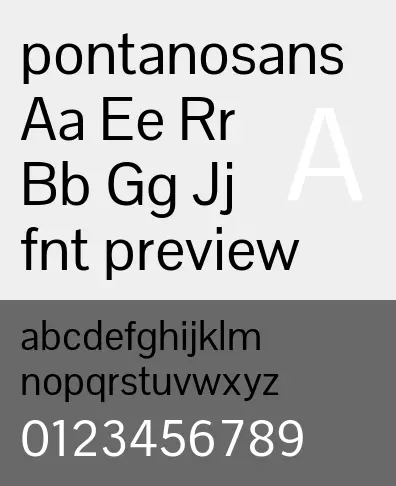 pontanosans
Aa Ee Rr
A
Bb Gg Jj
fnt preview
abcdefghijklm
nopqrstuvwxyz
0123456789